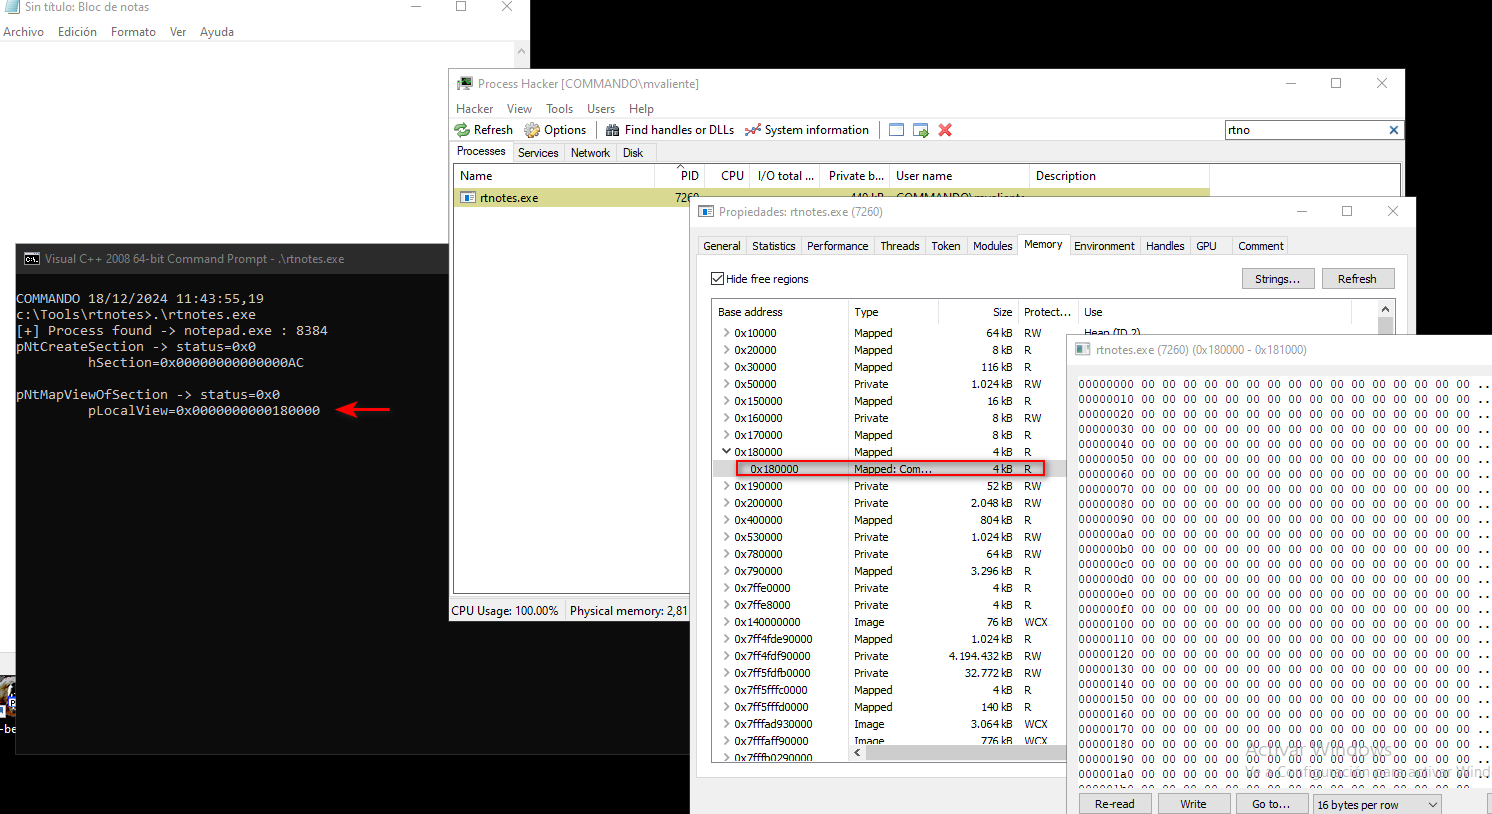 Sin título: Bloc de notas
Archivo Edición Formato Ver Ayuda
Process Hacker [COMMANDO\mvaliente]
Hacker View Tools Users Help
Refresh Options Find handles or DLLs System information rtno
Processes Services Network Disk
Name PID CPU I/O total ... Private b... User name Description
rtnotes.exe 7260 440 kB COMMANDO\mvaliente
CPU Usage: 100.00% Physical memory: 2,81
Visual C++ 2008 64-bit Command Prompt - .\rtnotes.exe
COMMANDO 18/12/2024 11:43:55,19
c:\Tools\rtnotes>.\rtnotes.exe
[+] Process found -> notepad.exe : 8384
pNtCreateSection -> status=0x0
hSection=0x00000000000000AC
pNtMapViewOfSection -> status=0x0
pLocalView=0x0000000000180000
Propiedades: rtnotes.exe (7260)
General Statistics Performance Threads Token Modules Memory Environment Handles GPU Comment
Hide free regions Strings... Refresh
Base address Type Size Protect... Use
0x10000 Mapped 64 kB RW Heap (ID 2)
0x20000 Mapped 8 kB R
0x30000 Mapped 116 kB R
0x50000 Private 1.024 kB RW
0x150000 Mapped 16 kB R
0x160000 Private 8 kB RW
0x170000 Mapped 8 kB R
0x180000 Mapped 4 kB R
0x180000 Mapped: Com... 4 kB R
0x190000 Private 52 kB RW
0x200000 Private 2.048 kB RW
0x400000 Mapped 804 kB R
0x530000 Private 1.024 kB RW
0x780000 Private 64 kB RW
0x790000 Mapped 3.296 kB R
0x7ffe0000 Private 4 kB R
0x7ffe8000 Private 4 kB R
0x140000000 Image 76 kB WCX
0x7ff4fde90000 Mapped 1.024 kB R
0x7ff4fdf90000 Private 4.194.432 kB RW
0x7ff5fdfb0000 Private 32.772 kB RW
0x7ff5fffc0000 Mapped 4 kB R
0x7ff5fffd0000 Mapped 140 kB R
0x7fffad930000 Image 3.064 kB WCX
0x7fffaff90000 Image 776 kB WCX
0x7fffb0290000
rtnotes.exe (7260) (0x180000 - 0x181000)
00000000 00 00 00 00 00 00 00 00 00 00 00 00 00 00 00 00 ..
00000010 00 00 00 00 00 00 00 00 00 00 00 00 00 00 00 00 ..
00000020 00 00 00 00 00 00 00 00 00 00 00 00 00 00 00 00 ..
00000030 00 00 00 00 00 00 00 00 00 00 00 00 00 00 00 00 ..
00000040 00 00 00 00 00 00 00 00 00 00 00 00 00 00 00 00 ..
00000050 00 00 00 00 00 00 00 00 00 00 00 00 00 00 00 00 ..
00000060 00 00 00 00 00 00 00 00 00 00 00 00 00 00 00 00 ..
00000070 00 00 00 00 00 00 00 00 00 00 00 00 00 00 00 00 ..
00000080 00 00 00 00 00 00 00 00 00 00 00 00 00 00 00 00 ..
00000090 00 00 00 00 00 00 00 00 00 00 00 00 00 00 00 00 ..
000000a0 00 00 00 00 00 00 00 00 00 00 00 00 00 00 00 00 ..
000000b0 00 00 00 00 00 00 00 00 00 00 00 00 00 00 00 00 ..
000000c0 00 00 00 00 00 00 00 00 00 00 00 00 00 00 00 00 ..
000000d0 00 00 00 00 00 00 00 00 00 00 00 00 00 00 00 00 ..
000000e0 00 00 00 00 00 00 00 00 00 00 00 00 00 00 00 00 ..
000000f0 00 00 00 00 00 00 00 00 00 00 00 00 00 00 00 00 ..
00000100 00 00 00 00 00 00 00 00 00 00 00 00 00 00 00 00 ..
00000110 00 00 00 00 00 00 00 00 00 00 00 00 00 00 00 00 ..
00000120 00 00 00 00 00 00 00 00 00 00 00 00 00 00 00 00 ..
00000130 00 00 00 00 00 00 00 00 00 00 00 00 00 00 00 00 ..
00000140 00 00 00 00 00 00 00 00 00 00 00 00 00 00 00 00 ..
00000150 00 00 00 00 00 00 00 00 00 00 00 00 00 00 00 00 ..
00000160 00 00 00 00 00 00 00 00 00 00 00 00 00 00 00 00 ..
00000170 00 00 00 00 00 00 00 00 00 00 00 00 00 00 00 00 ..
00000180 00 00 00 00 00 00 00 00 00 00 00 00 00 00 00 00 ..
00000190 00 00 00 00 00 00 00 00 00 00 00 00 00 00 00 00 ..
000001a0 00 00 00 00 00 00 00 00 00 00 00 00 00 00 00 00 ..
Activar Windows
Ve a Configuración para activar Wind
Re-read Write Go to... 16 bytes per row